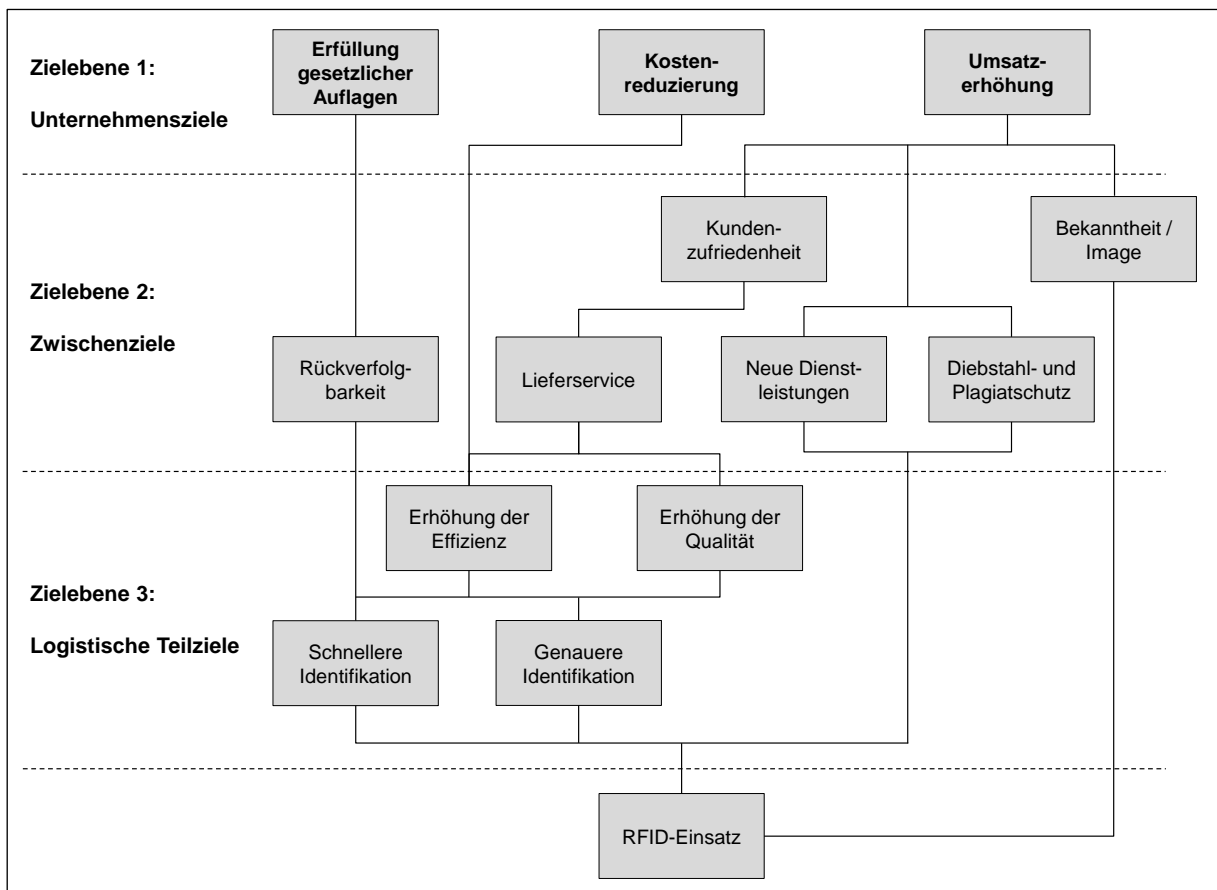 Zielebene 1:
Unternehmensziele
Erfüllung
gesetzlicher
Auflagen
Kosten-
reduzierung
Umsatz-
erhöhung
Zielebene 2:
Zwischenziele
Kunden-
zufriedenheit
Bekanntheit /
Image
Rückverfolg-
barkeit
Lieferservice
Neue Dienst-
leistungen
Diebstahl- und
Plagiatschutz
Zielebene 3:
Logistische Teilziele
Erhöhung der
Effizienz
Erhöhung der
Qualität
Schnellere
Identifikation
Genauere
Identifikation
RFID-Einsatz